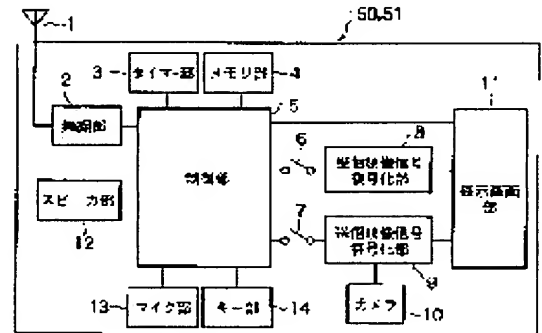 50,51
1
3
タイマー部
メモリ部
4
2
無線部
5
11
6
8
受信映像信号
復号化部
制御部
表示画面
部
スピーカ部
12
7
送信映像信号
符号化部
9
13
マイク部
キー部
14
カメラ
10